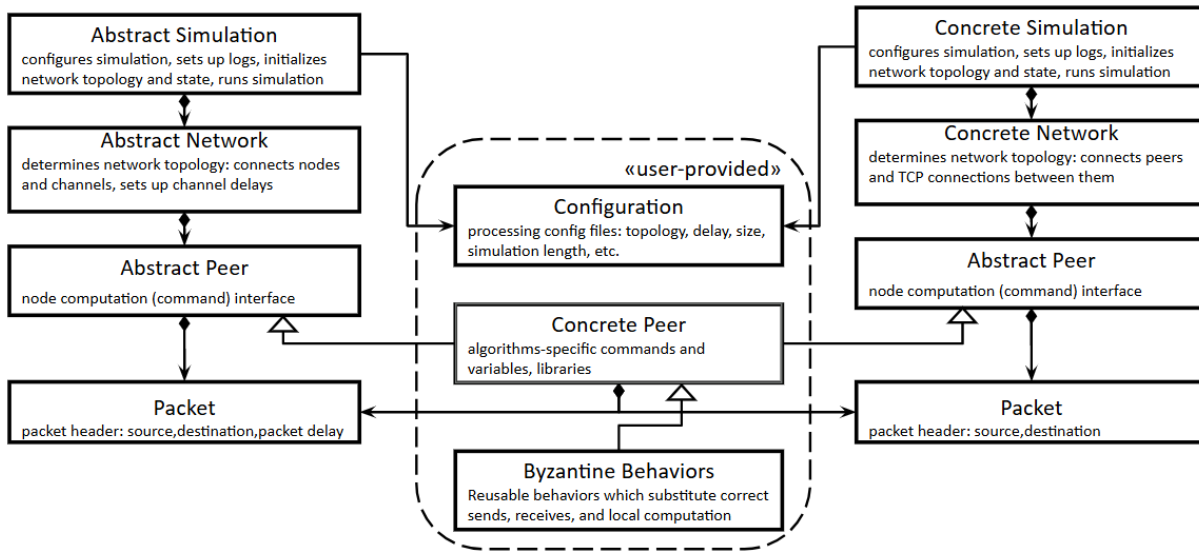 Abstract Simulation
configures simulation, sets up logs, initializes
network topology and state, runs simulation
Abstract Network
determines network topology: connects nodes
and channels, sets up channel delays
Abstract Peer
node computation (command) interface
Packet
packet header: source,destination,packet delay
«user-provided»
Configuration
processing config files: topology, delay, size,
simulation length, etc.
Concrete Peer
algorithms-specific commands and
variables, libraries
Byzantine Behaviors
Reusable behaviors which substitute correct
sends, receives, and local computation
Concrete Simulation
configures simulation, sets up logs, initializes
network topology and state, runs simulation
Concrete Network
determines network topology: connects peers
and TCP connections between them
Abstract Peer
node computation (command) interface
Packet
packet header: source,destination